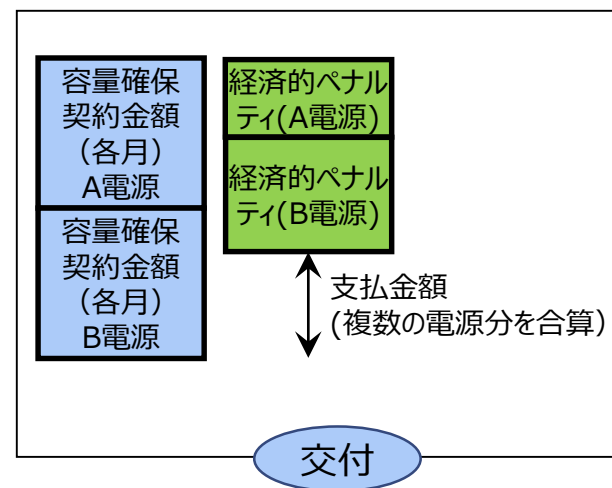 容量確保
契約金額
（各月）
A電源
容量確保
契約金額
（各月）
B電源
経済的ペナル
ティ(A電源)
経済的ペナル
ティ(B電源)
支払金額
(複数の電源分を合算）
交付